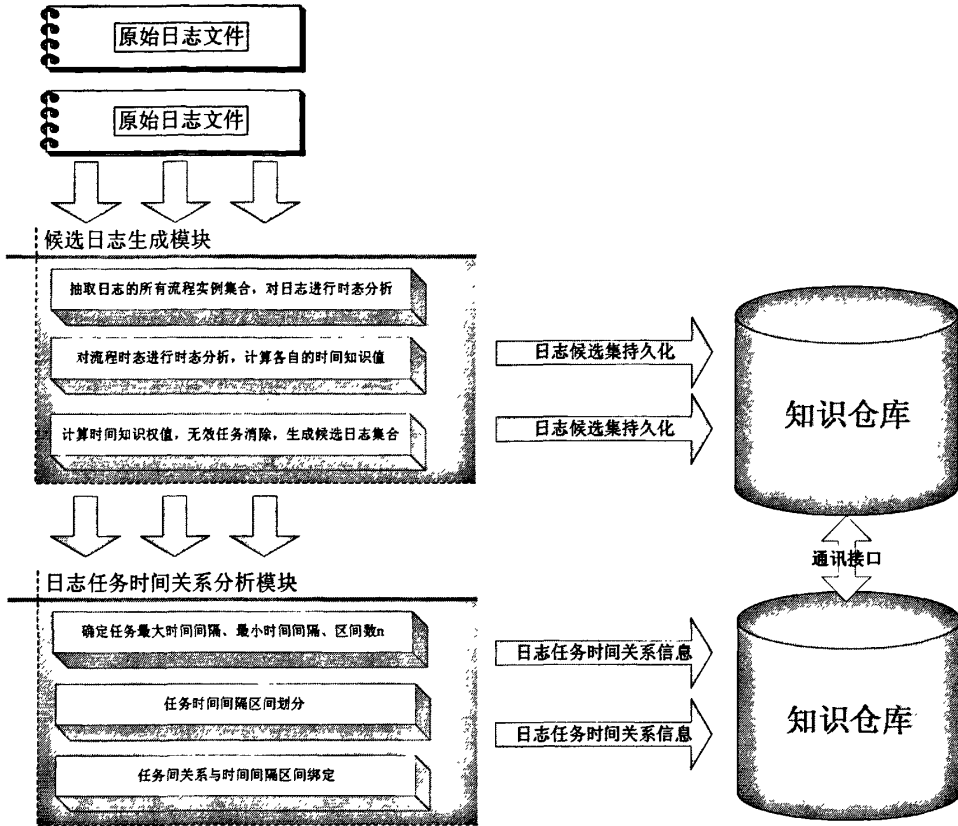 原始日志文件
原始日志文件
候选日志生成模块
抽取日志的所有流程实例集合，对日志进行时态分析
对流程时态进行时态分析，计算各自的时间知识值
计算时间知识权值，无效任务消除，生成候选日志集合
日志候选集持久化
日志候选集持久化
知识仓库
通讯接口
日志任务时间关系分析模块
确定任务最大时间间隔、最小时间间隔、区间数n
任务时间间隔区间划分
任务间关系与时间间隔区间绑定
日志任务时间关系信息
日志任务时间关系信息
知识仓库